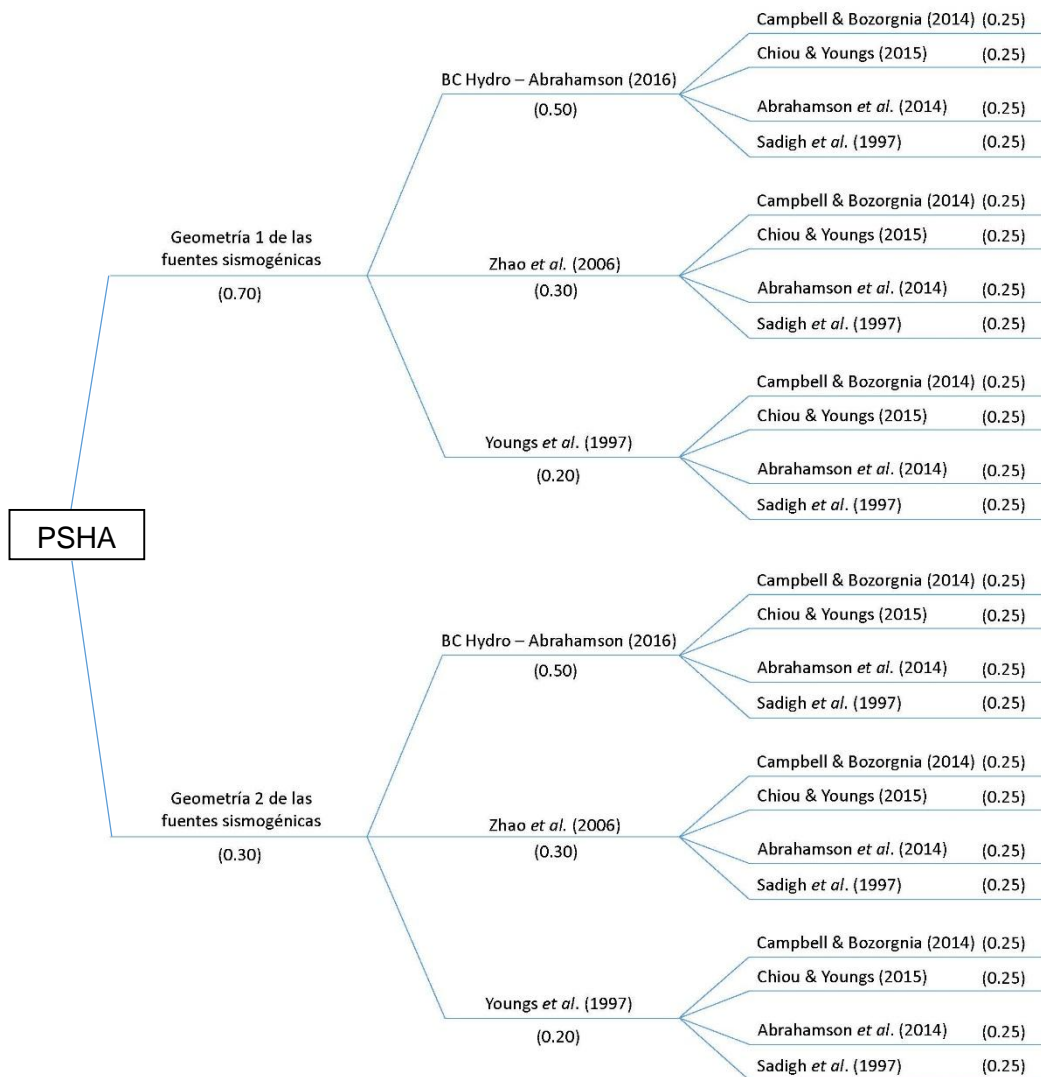 Campbell & Bozorgnia (2014) (0.25)
Chiou & Youngs (2015) (0.25)
BC Hydro – Abrahamson (2016)
(0.50)
Abrahamson et al. (2014) (0.25)
Sadigh et al. (1997) (0.25)
Campbell & Bozorgnia (2014) (0.25)
Chiou & Youngs (2015) (0.25)
Geometría 1 de las
fuentes sismogénicas
(0.70)
Zhao et al. (2006)
(0.30)
Abrahamson et al. (2014) (0.25)
Sadigh et al. (1997) (0.25)
Campbell & Bozorgnia (2014) (0.25)
Chiou & Youngs (2015) (0.25)
Youngs et al. (1997)
(0.20)
Abrahamson et al. (2014) (0.25)
Sadigh et al. (1997) (0.25)
PSHA
Campbell & Bozorgnia (2014) (0.25)
Chiou & Youngs (2015) (0.25)
BC Hydro – Abrahamson (2016)
(0.50)
Abrahamson et al. (2014) (0.25)
Sadigh et al. (1997) (0.25)
Campbell & Bozorgnia (2014) (0.25)
Chiou & Youngs (2015) (0.25)
Geometría 2 de las
fuentes sismogénicas
(0.30)
Zhao et al. (2006)
(0.30)
Abrahamson et al. (2014) (0.25)
Sadigh et al. (1997) (0.25)
Campbell & Bozorgnia (2014) (0.25)
Chiou & Youngs (2015) (0.25)
Youngs et al. (1997)
(0.20)
Abrahamson et al. (2014) (0.25)
Sadigh et al. (1997) (0.25)